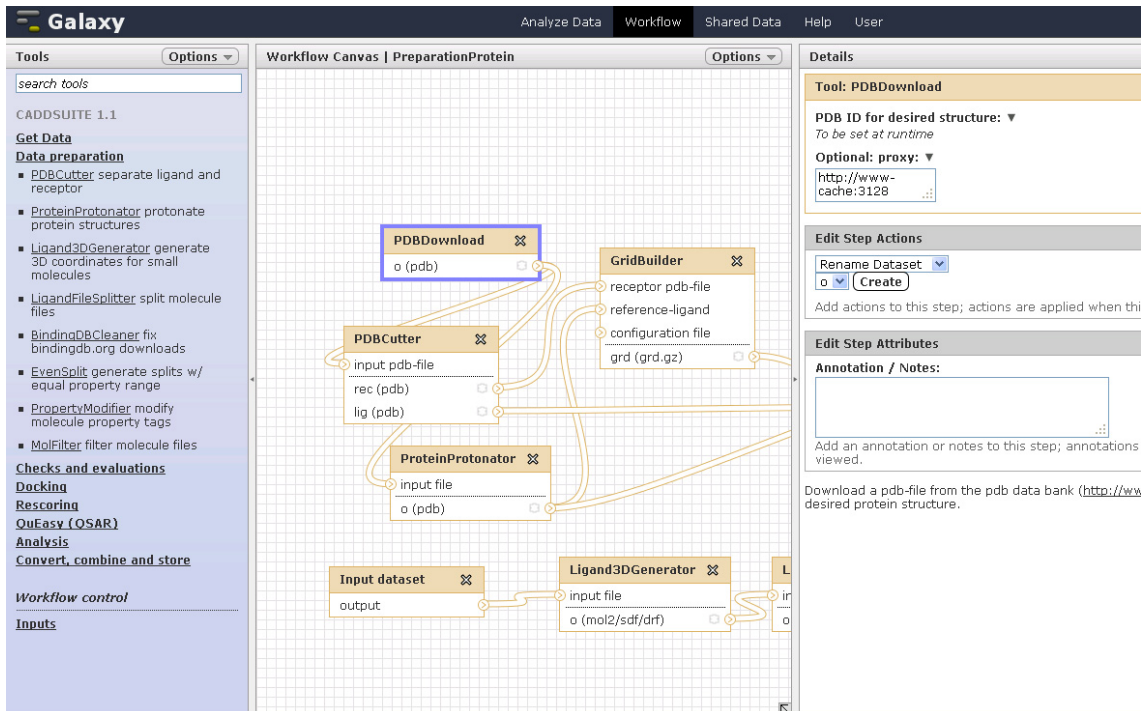 Galaxy
Analyze Data
Workflow
Shared Data
Help
User
Tools
Options
search tools
CADDSUITE 1.1
Get Data
Data preparation
PDBCutter separate ligand and
receptor
ProteinProtonator protonate
protein structures
Ligand3DGenerator generate
3D coordinates for small
molecules
LigandFileSplitter split molecule
files
BindingDBCleaner fix
bindingdb.org downloads
EvenSplit generate splits w/
equal property range
PropertyModifier modify
molecule property tags
MolFilter filter molecule files
Checks and evaluations
Docking
Rescoring
QuEasy (QSAR)
Analysis
Convert, combine and store
Workflow control
Inputs
Workflow Canvas | PreparationProtein
Options
PDBDownload
o (pdb)
GridBuilder
receptor pdb-file
reference-ligand
configuration file
grd (grd.gz)
PDBCutter
input pdb-file
rec (pdb)
lig (pdb)
ProteinProtonator
input file
o (pdb)
Input dataset
output
Ligand3DGenerator
input file
o (mol2/sdf/drf)
L
in
o
Details
Tool: PDBDownload
PDB ID for desired structure:
To be set at runtime
Optional: proxy:
http://www-
cache:3128
Edit Step Actions
Rename Dataset
o Create
Add actions to this step; actions are applied when thi
Edit Step Attributes
Annotation / Notes:
Add an annotation or notes to this step; annotations
viewed.
Download a pdb-file from the pdb data bank (http://ww
desired protein structure.